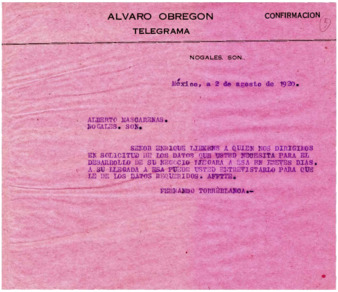 ALVARO OBREGON
CONFIRMACION
TELEGRAMA
NOGALES. SON.
México, a 2 de agosto de 1920.
ALBERTO MASCAREÑAS.
NOGALES. SON.
SEÑOR ENRIQUE LIEKENS A QUIEN NOS DIRIGIMOS
EN SOLICITUD DE LOS DATOS QUE USTED NECESITA PARA EL
DESARROLLO DE SU NEGOCIO LLEGARA A ESA EN BREVES DIAS.
A SU LLEGADA A ESA PUEDE USTED ENTREVISTARLO PARA QUE
LE DE LOS DATOS REQUERIDOS. AFFTTE.
FERNANDO TORREBLANCA.-